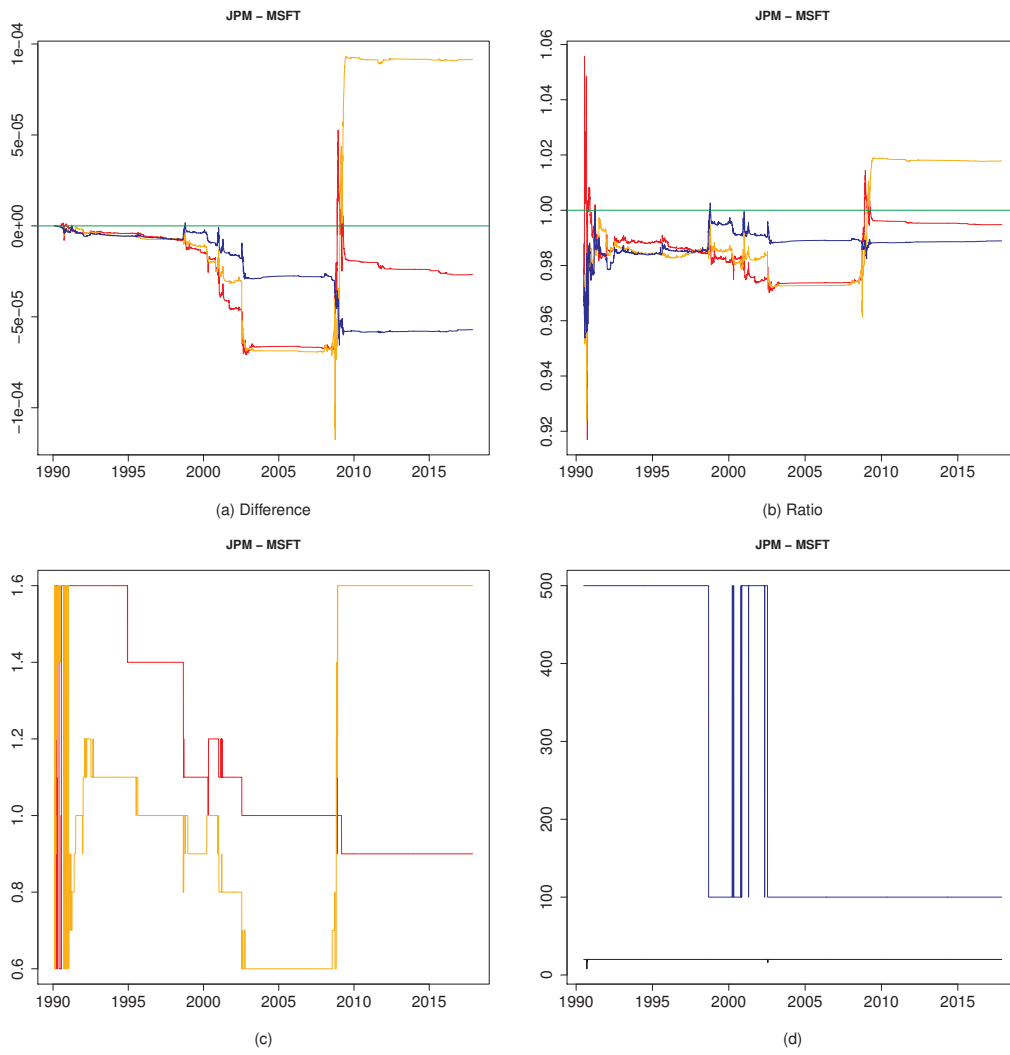 JPM − MSFT
1e−04
5e−05
0e+00
−5e−05
−1e−04
1990 1995 2000 2005 2010 2015
(a) Difference
JPM − MSFT
1.06
1.04
1.02
1.00
0.98
0.96
0.94
0.92
1990 1995 2000 2005 2010 2015
(b) Ratio
JPM − MSFT
1.6
1.4
1.2
1.0
0.8
0.6
1990 1995 2000 2005 2010 2015
(c)
JPM − MSFT
500
400
300
200
100
0
1990 1995 2000 2005 2010 2015
(d)